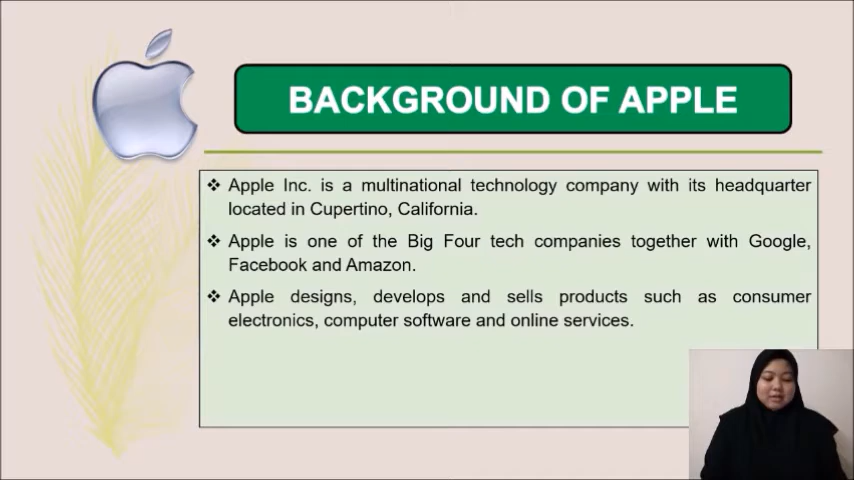 BACKGROUND OF APPLE
❖ Apple Inc. is a multinational technology company with its headquarter
located in Cupertino, California.
❖ Apple is one of the Big Four tech companies together with Google,
Facebook and Amazon.
❖ Apple designs, develops and sells products such as consumer
electronics, computer software and online services.